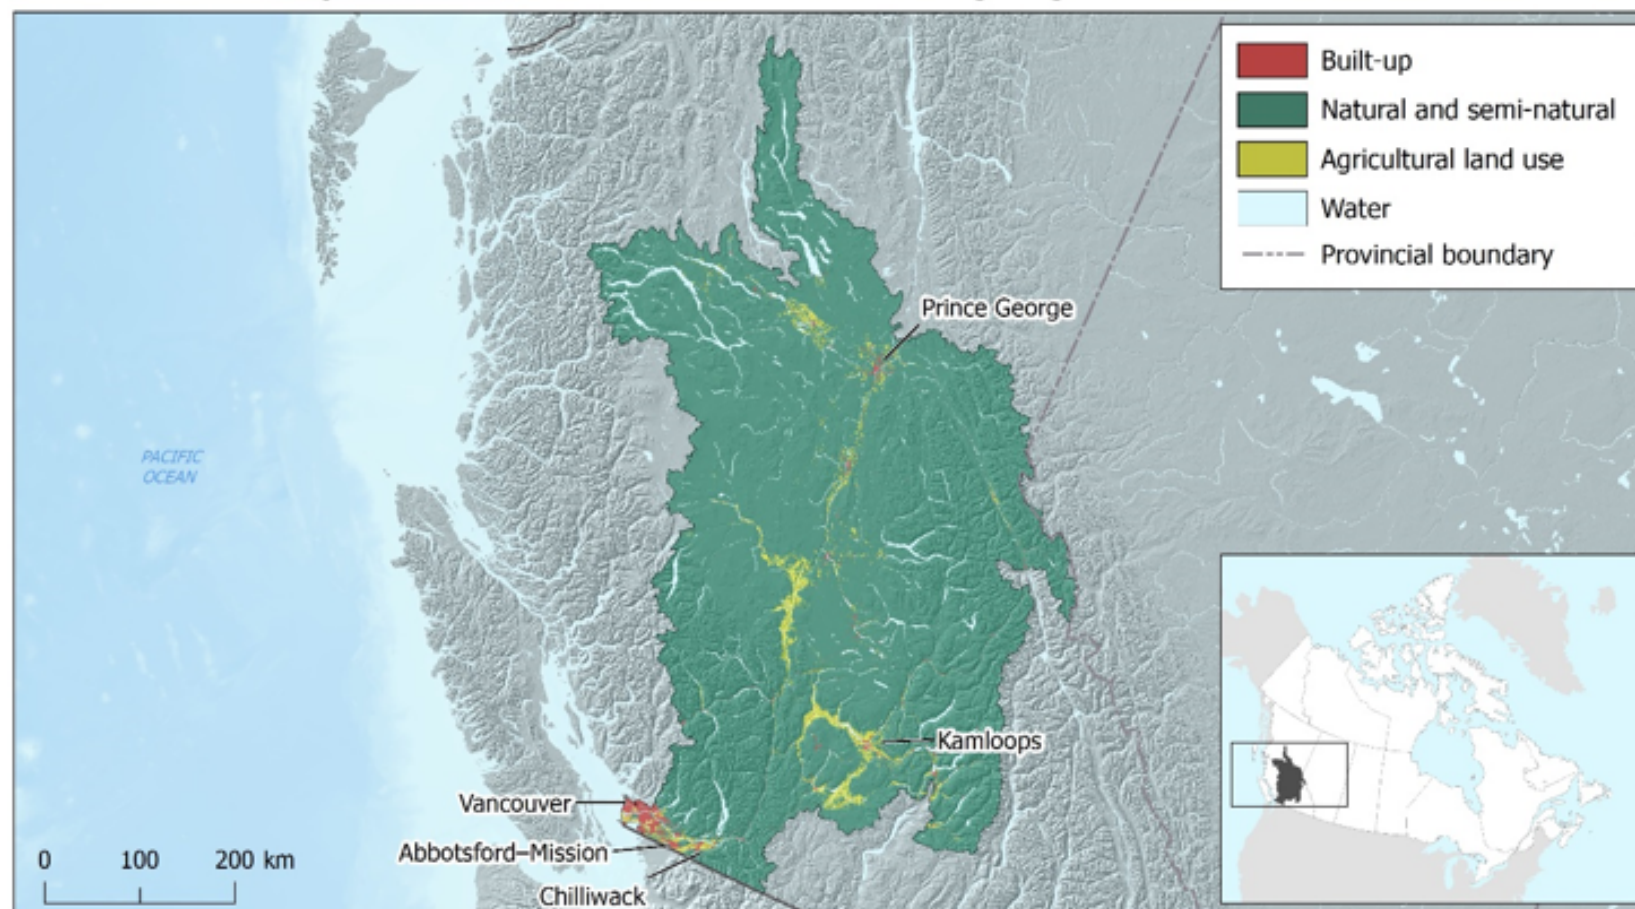 Built-up
Natural and semi-natural
Agricultural land use
Water
Provincial boundary
Prince George
PACIFIC
OCEAN
Kamloops
Vancouver
Abbotsford–Mission
Chilliwack
0 100 200 km